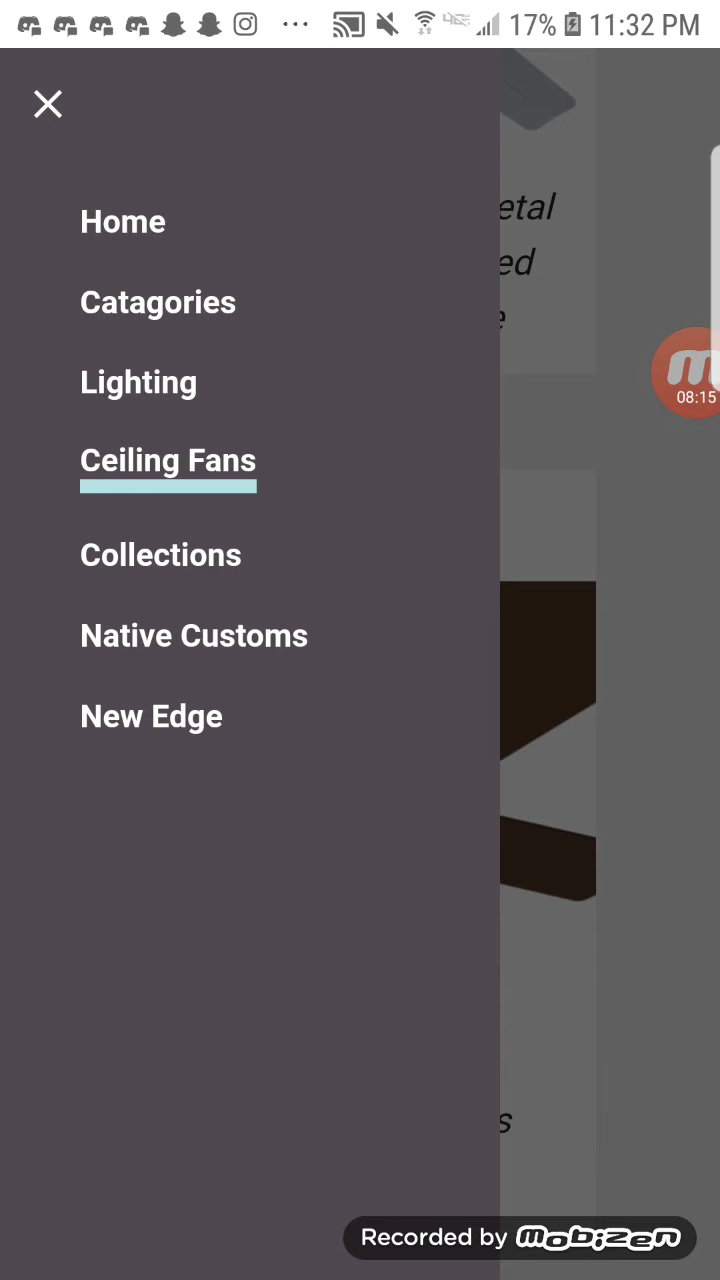 17% 11:32 PM
Home
etal
ed
Catagories
Lighting
08:15
Ceiling Fans
Collections
Native Customs
New Edge
s
Recorded by mobizen